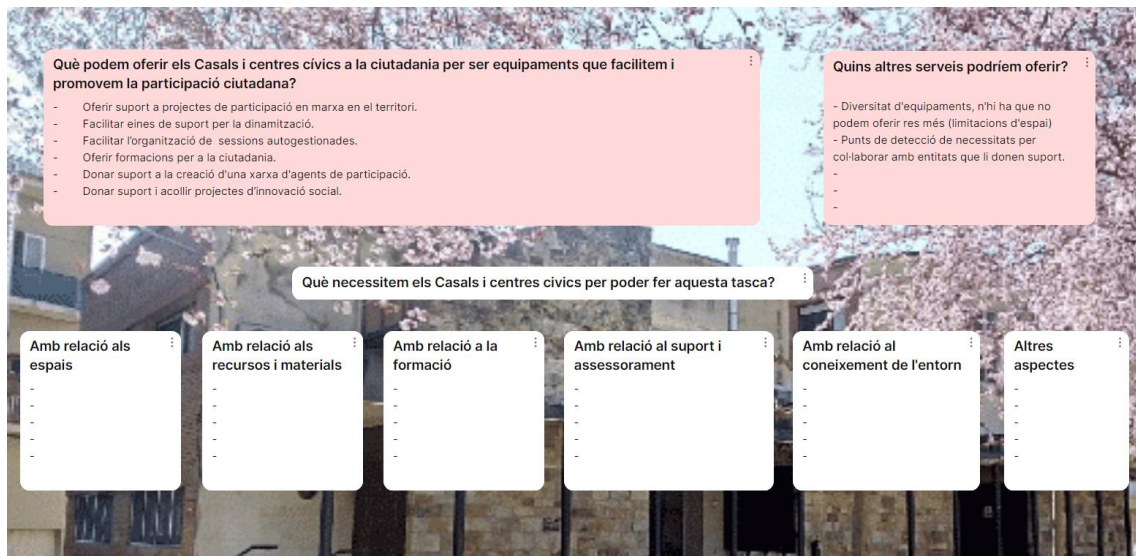 Què podem oferir els Casals i centres cívics a la ciutadania per ser equipaments que facilitem i
promovem la participació ciutadana?
- Oferir suport a projectes de participació en marxa en el territori.
- Facilitar eines de suport per la dinamització.
- Facilitar l'organització de sessions autogestionades.
- Oferir formacions per a la ciutadania.
- Donar suport a la creació d'una xarxa d'agents de participació.
- Donar suport i acollir projectes d'innovació social.
Quins altres serveis podríem oferir?
- Diversitat d'equipaments, n'hi ha que no
podem oferir res més (limitacions d'espai)
- Punts de detecció de necessitats per
col·laborar amb entitats que li donen suport.
-
-
-
Què necessitem els Casals i centres civics per poder fer aquesta tasca?
Amb relació als
espais
-
-
-
-
-
Amb relació als
recursos i materials
-
-
-
-
-
Amb relació a la
formació
-
-
-
-
-
Amb relació al suport i
assessorament
-
-
-
-
-
Amb relació al
coneixement de l'entorn
-
-
-
-
-
Altres
aspectes
-
-
-
-
-